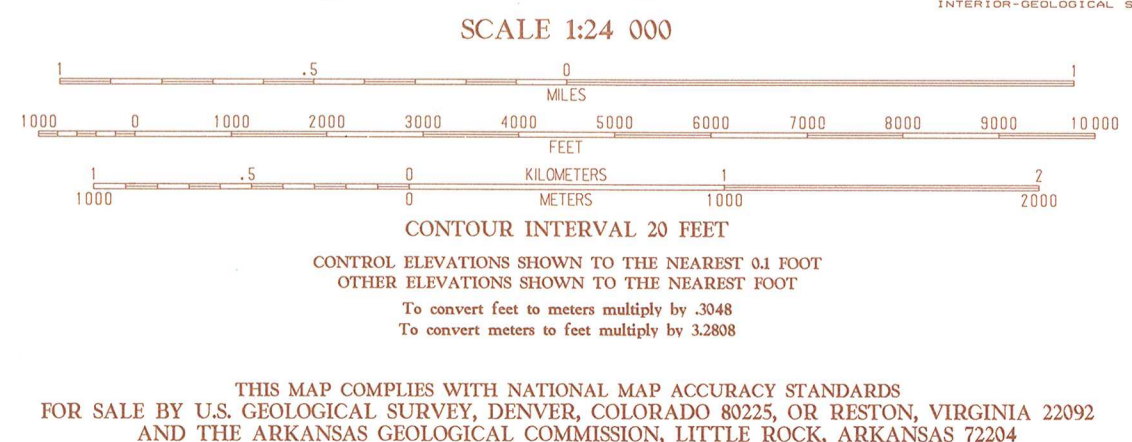 INTERIOR-GEOLOGICAL S
SCALE 1:24 000
1 .5 0 1
MILES
1000 0 1000 2000 3000 4000 5000 6000 7000 8000 9000 10000
FEET
1 .5 0 KILOMETERS 1 2
1000 0 METERS 1000 2000
CONTOUR INTERVAL 20 FEET
CONTROL ELEVATIONS SHOWN TO THE NEAREST 0.1 FOOT
OTHER ELEVATIONS SHOWN TO THE NEAREST FOOT
To convert feet to meters multiply by .3048
To convert meters to feet multiply by 3.2808
THIS MAP COMPLIES WITH NATIONAL MAP ACCURACY STANDARDS
FOR SALE BY U.S. GEOLOGICAL SURVEY, DENVER, COLORADO 80225, OR RESTON, VIRGINIA 22092
AND THE ARKANSAS GEOLOGICAL COMMISSION, LITTLE ROCK, ARKANSAS 72204